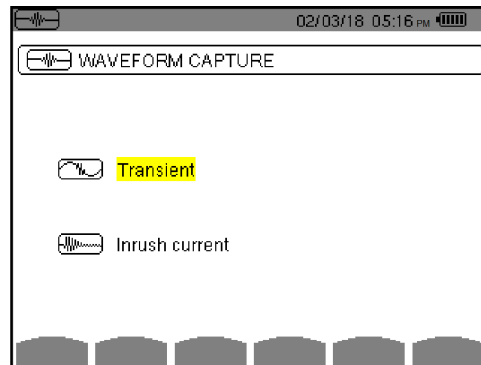 02/03/18 05:16 PM
WAVEFORM CAPTURE
Transient
Inrush current